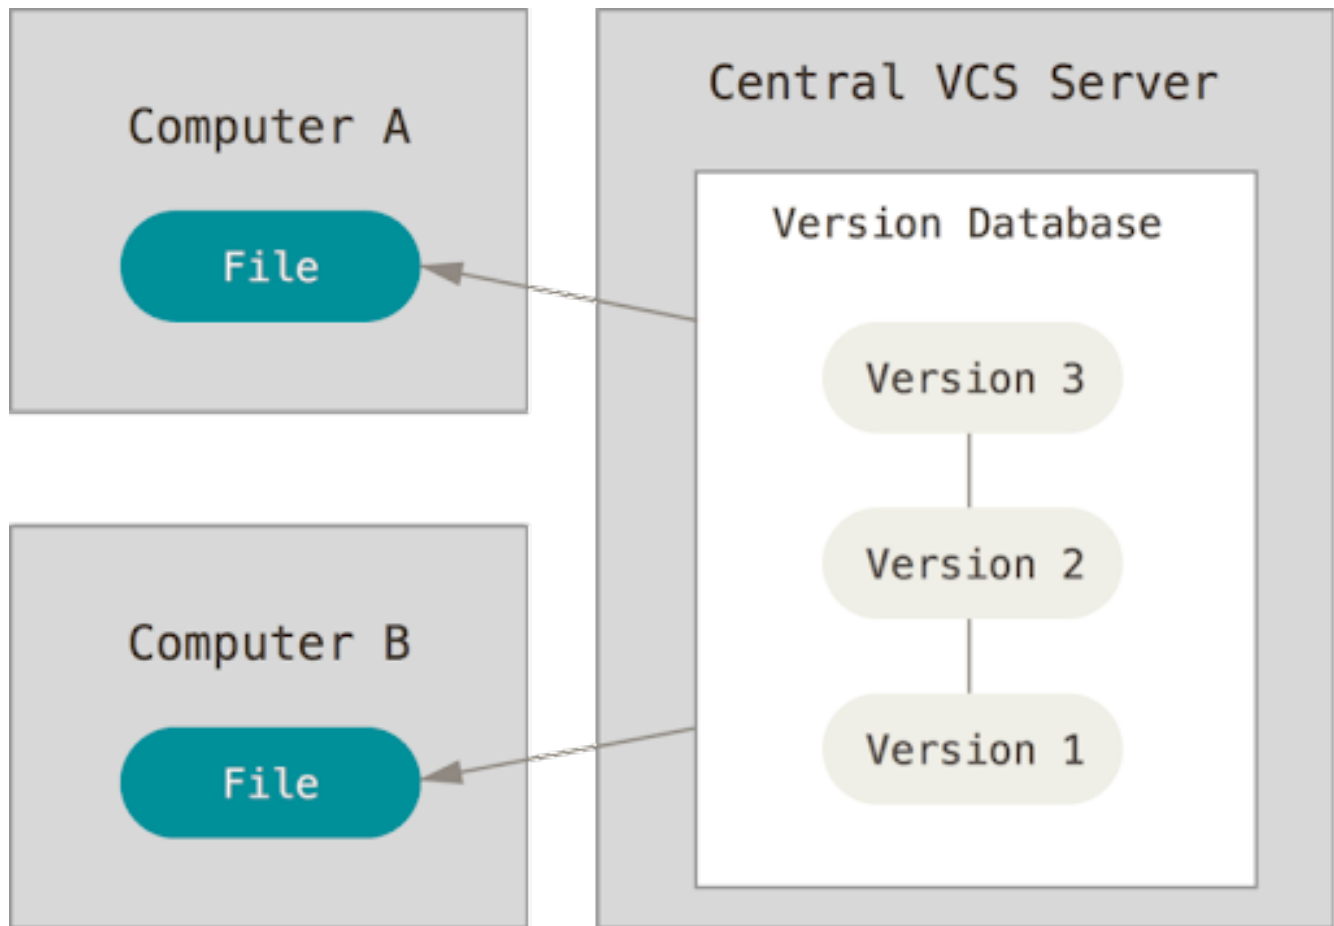 Computer A
File
Computer B
File
Central VCS Server
Version Database
Version 3
Version 2
Version 1